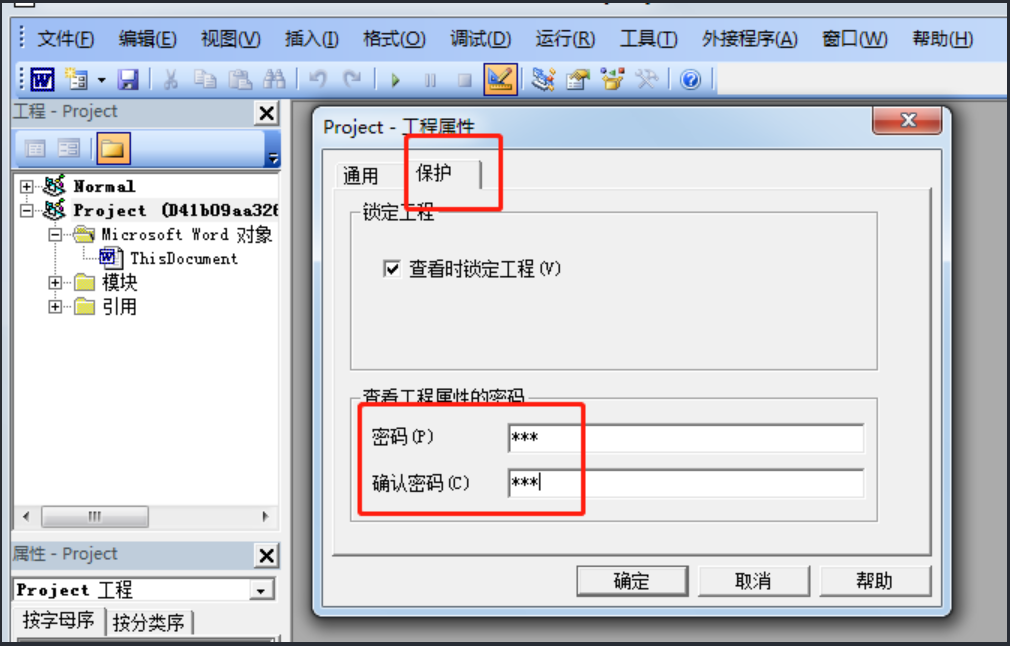 文件(F) 编辑(E) 视图(V) 插入(I) 格式(O) 调试(D) 运行(R) 工具(T) 外接程序(A) 窗口(W) 帮助(H)
工程 - Project
Normal
Project (D41b09aa326
Microsoft Word 对象
ThisDocument
模块
引用
属性 - Project
Project 工程
按字母序 按分类序
Project - 工程属性
通用 保护
锁定工程
查看时锁定工程(V)
查看工程属性的密码
密码(P) ***
确认密码(C) ***
确定 取消 帮助